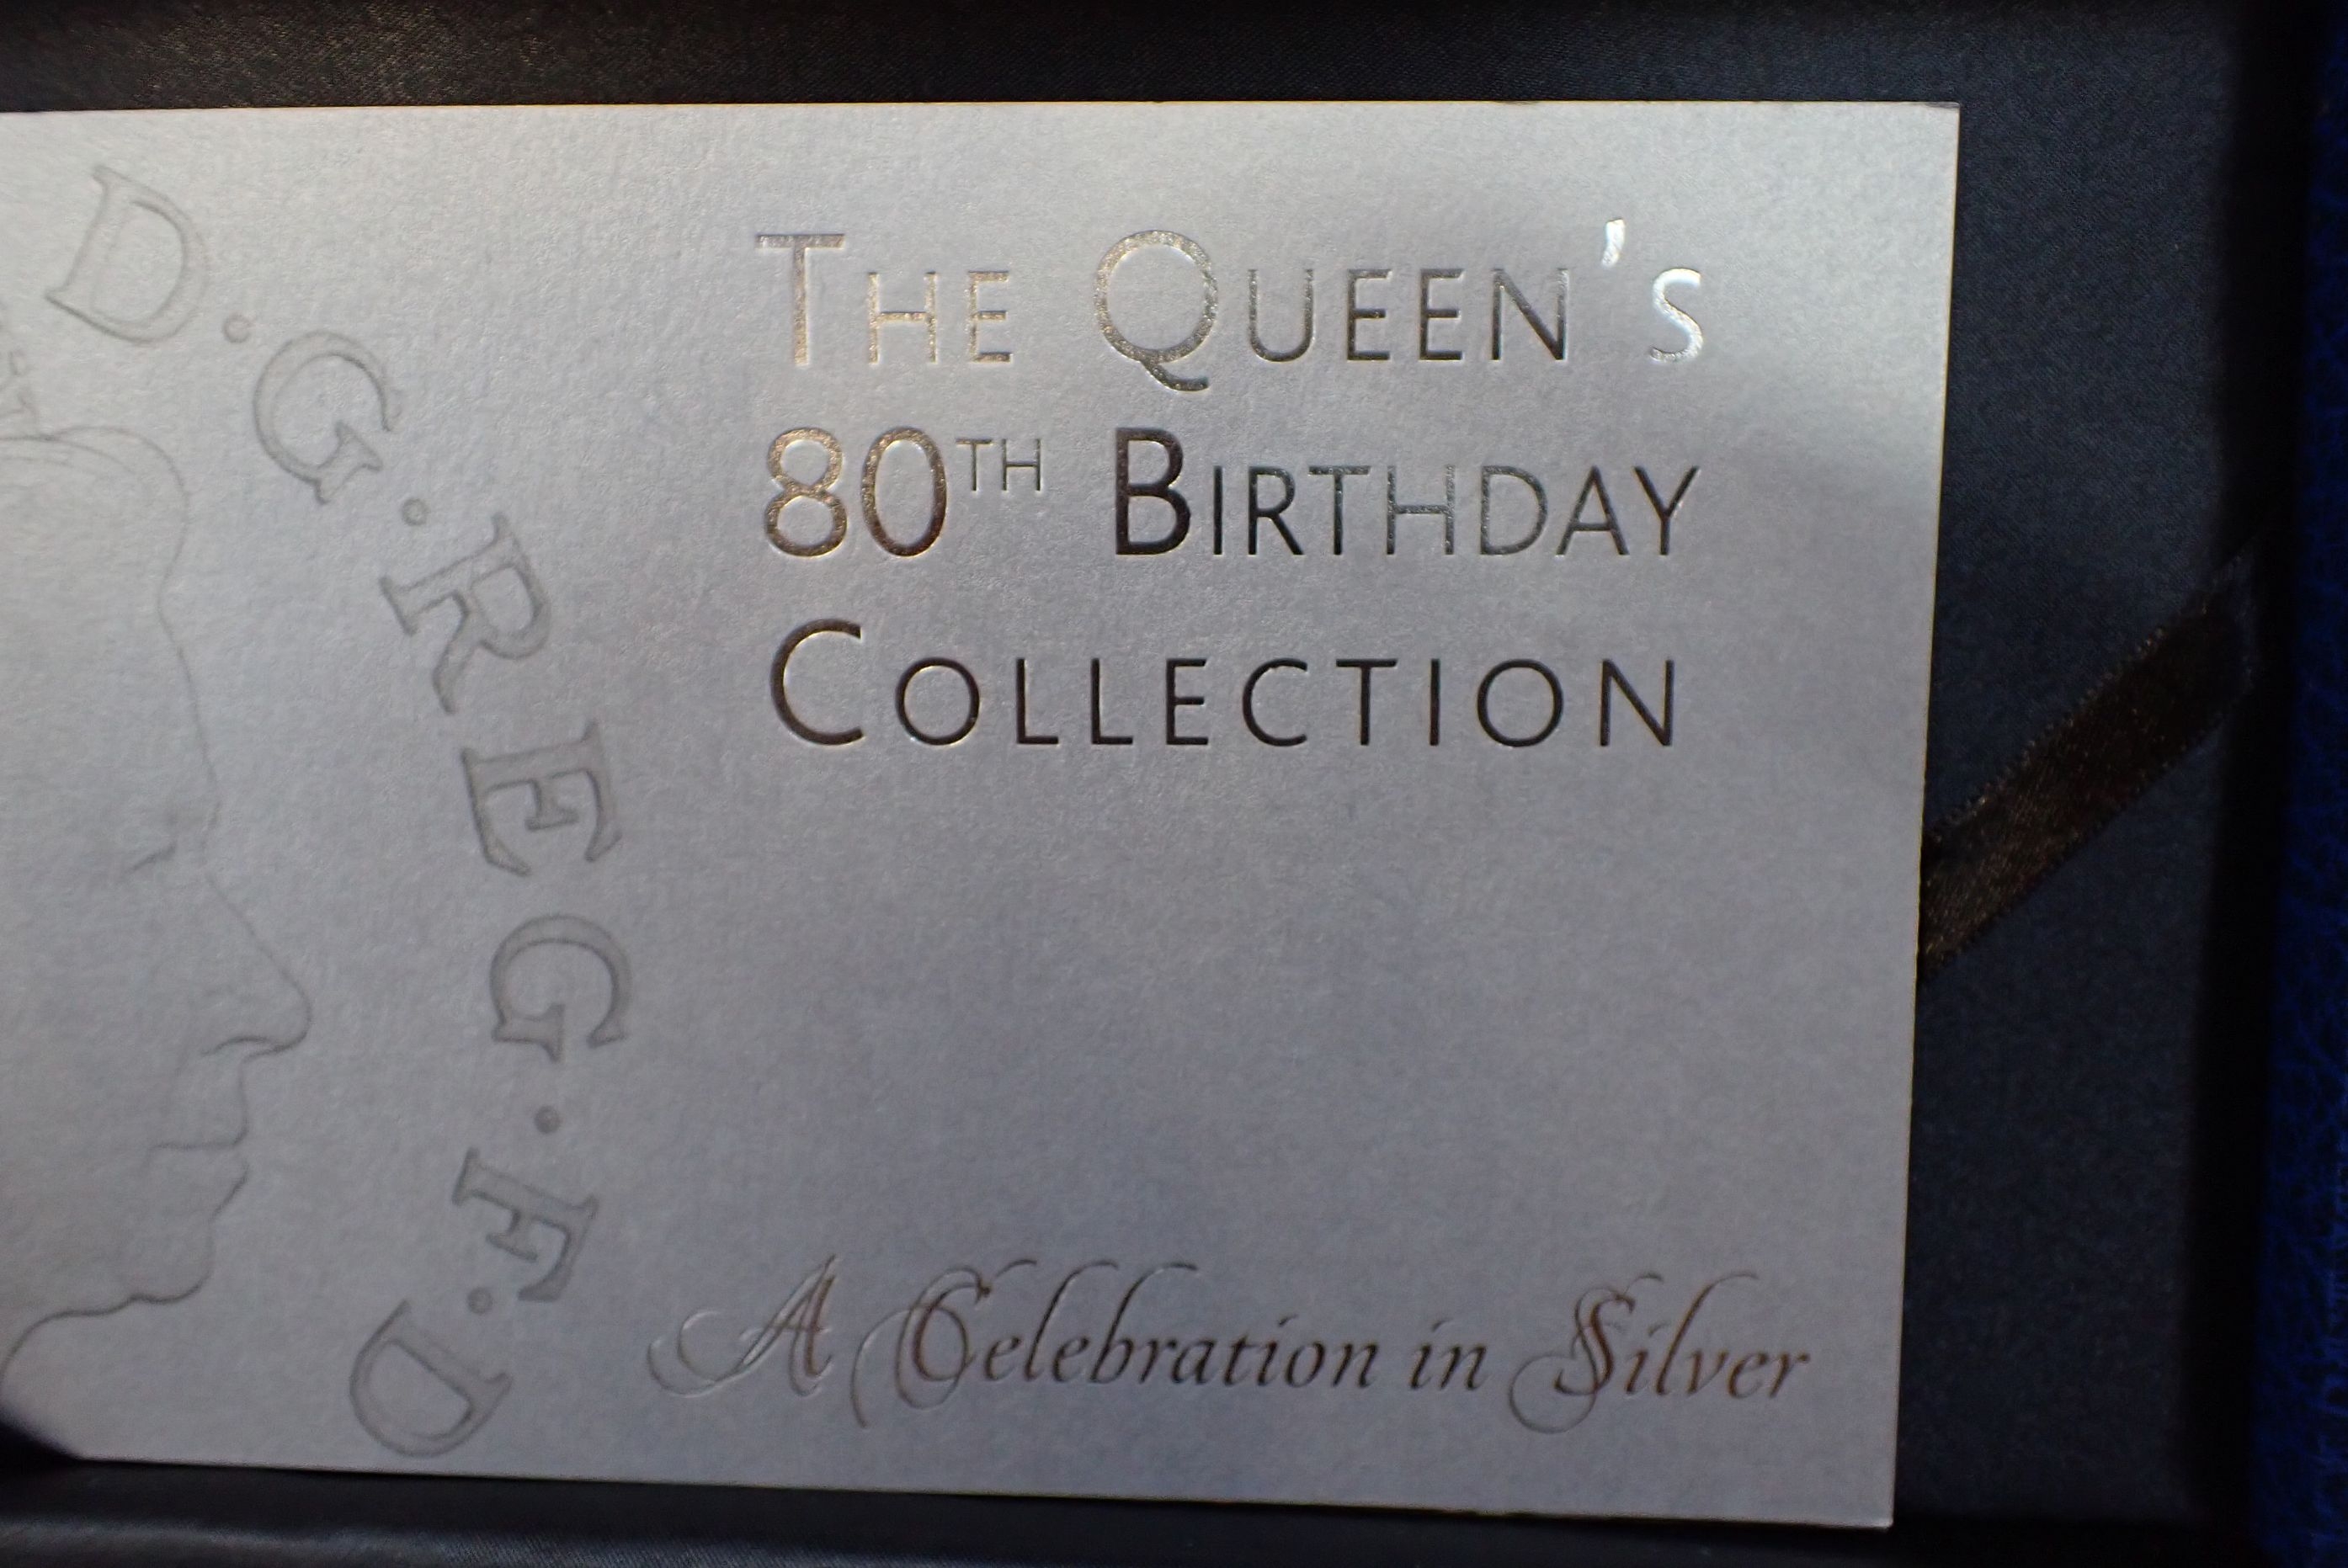 D·G·REG·F·D
THE QUEEN'S
80TH BIRTHDAY
COLLECTION
A Celebration in Silver